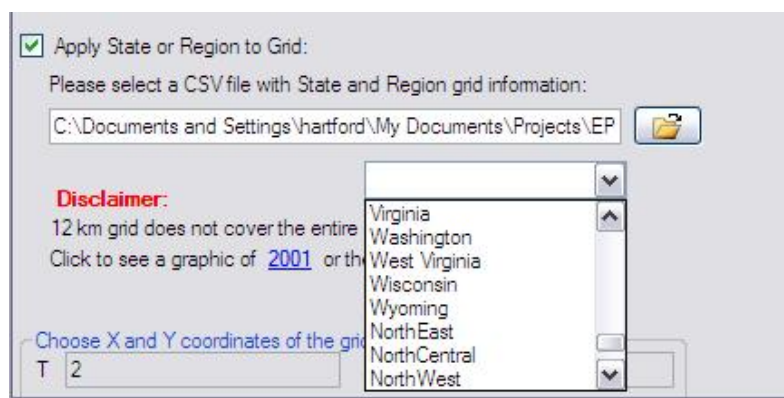 Apply State or Region to Grid:
Please select a CSV file with State and Region grid information:
C:\Documents and Settings\hartford\My Documents\Projects\EP
Disclaimer:
12 km grid does not cover the entire
Click to see a graphic of 2001 or the
Virginia
Washington
West Virginia
Wisconsin
Wyoming
NorthEast
NorthCentral
NorthWest
Choose X and Y coordinates of the grid
T 2